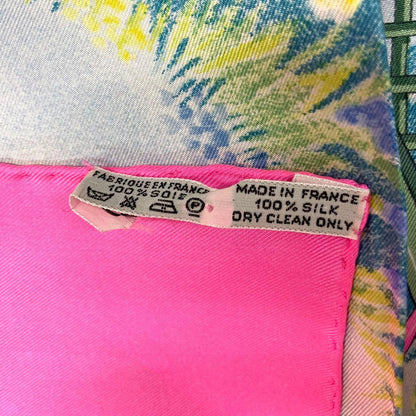 FABRIQUE EN FRANCE
100% SOIE
P
MADE IN FRANCE
100% SILK
DRY CLEAN ONLY